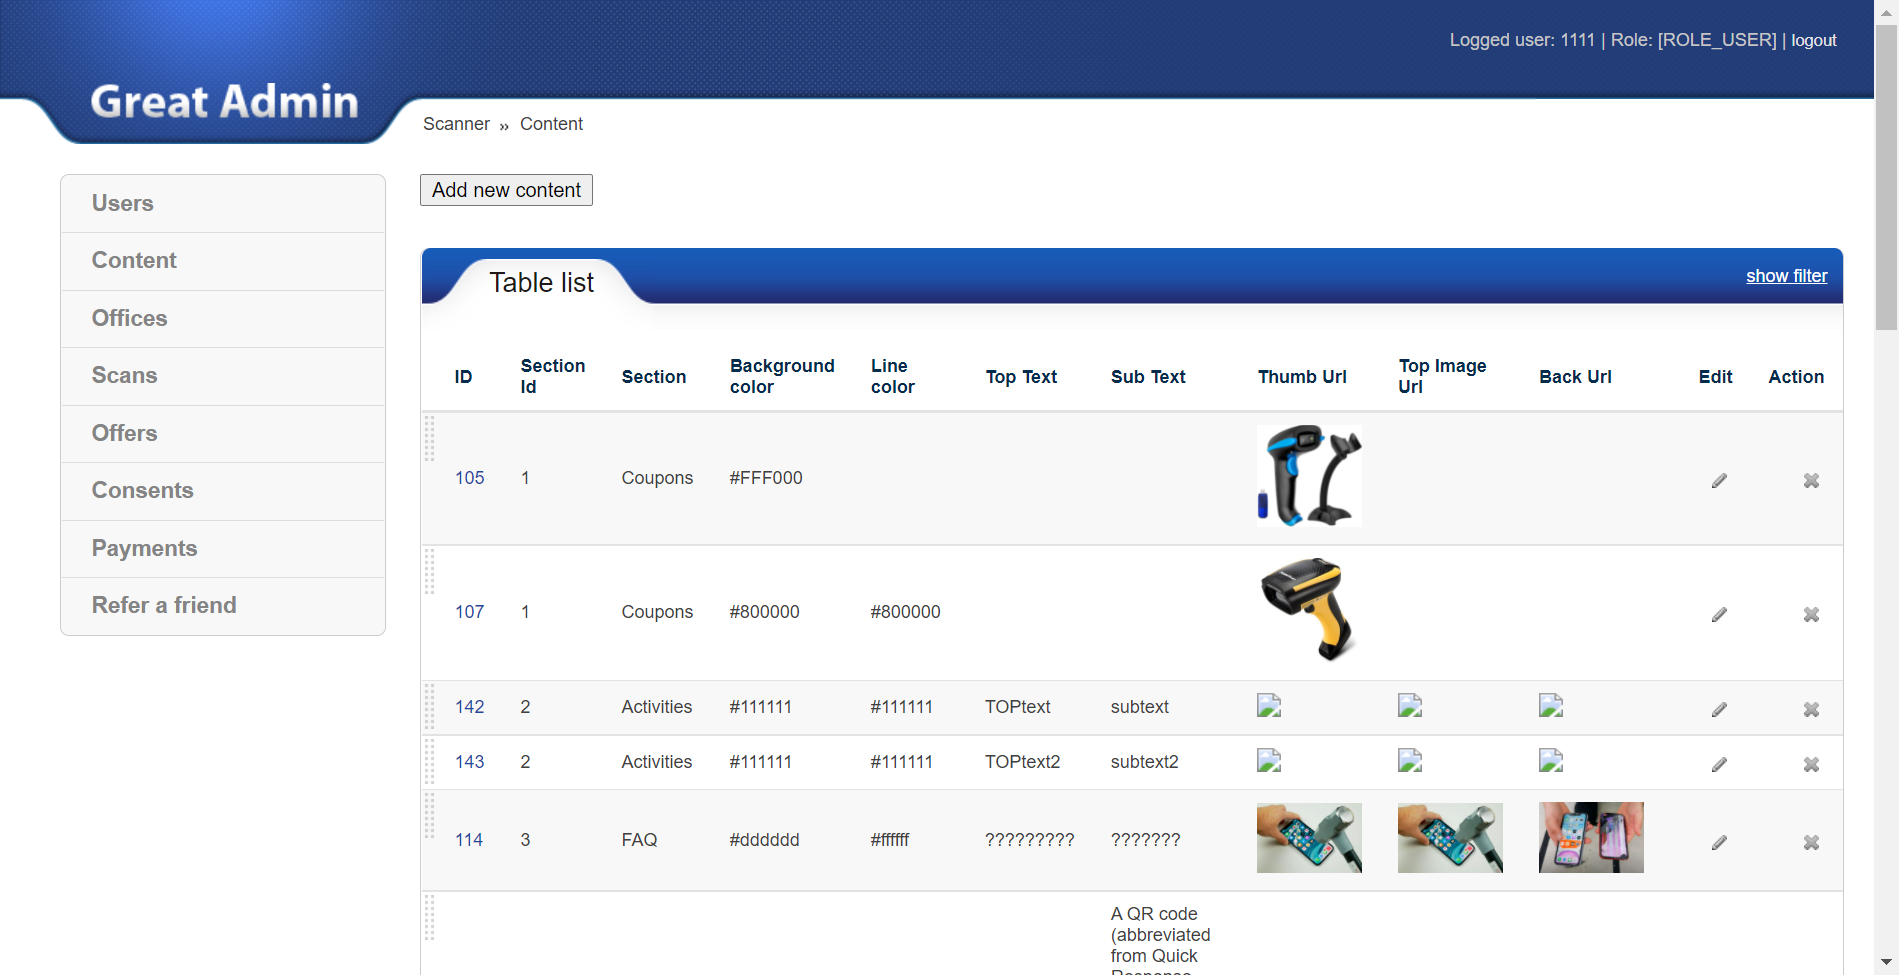 Logged user: 1111 | Role: [ROLE_USER] | logout
Great Admin
Scanner » Content
Users
Content
Offices
Scans
Offers
Consents
Payments
Refer a friend
Add new content
Table list
show filter
ID Section Id Section Background color Line color Top Text Sub Text Thumb Url Top Image Url Back Url Edit Action
105 1 Coupons #FFF000
107 1 Coupons #800000 #800000
142 2 Activities #111111 #111111 TOPtext subtext
143 2 Activities #111111 #111111 TOPtext2 subtext2
114 3 FAQ #dddddd #ffffff ????????? ???????
A QR code
(abbreviated
from Quick
Response